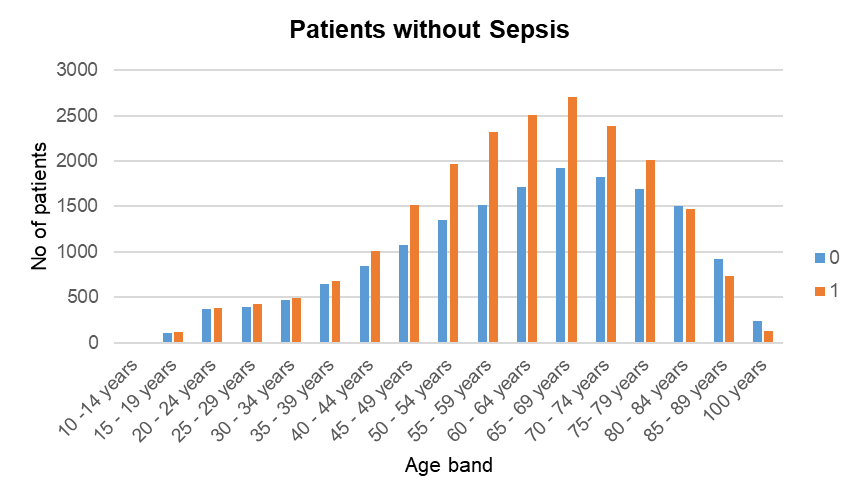 Patients without Sepsis
3000
2500
2000
1500
1000
500
0
No of patients
10 -14 years
15 - 19 years
20 - 24 years
25 - 29 years
30 - 34 years
35 - 39 years
40 - 44 years
45 - 49 years
50 - 54 years
55 - 59 years
60 - 64 years
65 - 69 years
70 - 74 years
75- 79 years
80 - 84 years
85 - 89 years
100 years
Age band
0
1